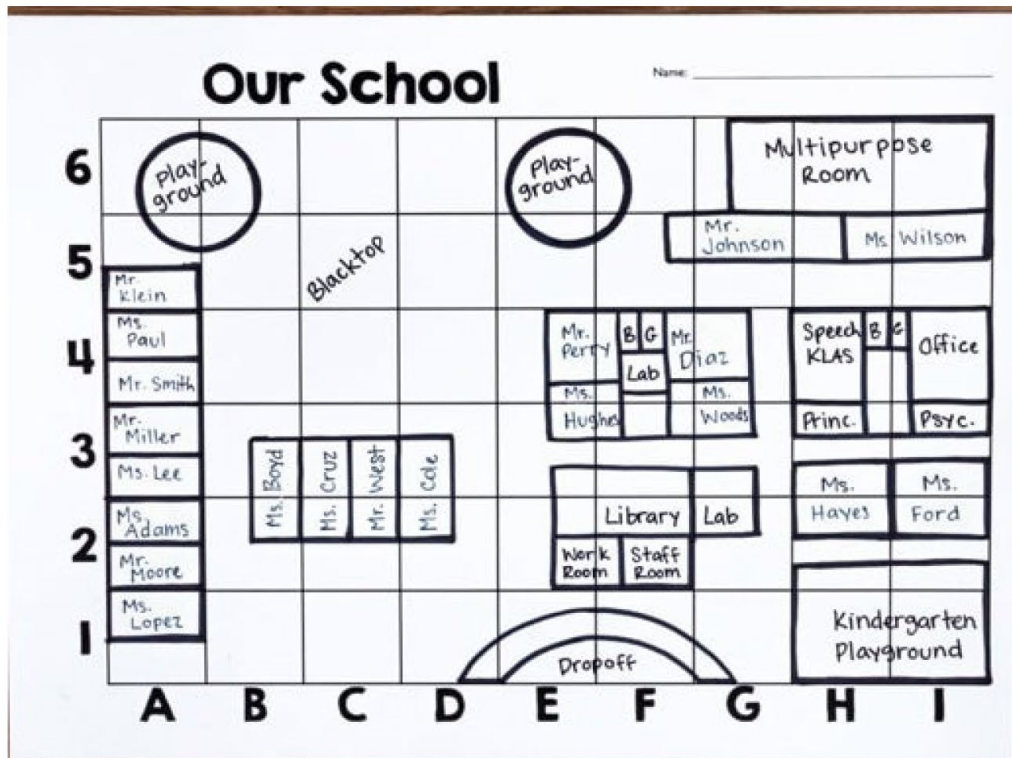 Our School
Name:
6
Play-
ground
Play-
ground
Multipurpose
Room
5
Blacktop
Mr.
Johnson
Ms. Wilson
Mr.
Klein
4
Ms.
Paul
Mr. Smith
Mr.
Perry
B
G
Lab
Mr.
Diaz
Speech
KLAS
B
G
Office
3
Mr.
Miller
Ms. Lee
Ms. Boyd
Ms. Cruz
Mr. West
Ms. Cole
Ms.
Hughes
Ms.
Woods
Princ.
Psyc.
2
Ms.
Adams
Mr.
Moore
Library
Lab
Work
Room
Staff
Room
Ms.
Hayes
Ms.
Ford
1
Ms.
Lopez
Dropoff
Kindergarten
Playground
A B C D E F G H I